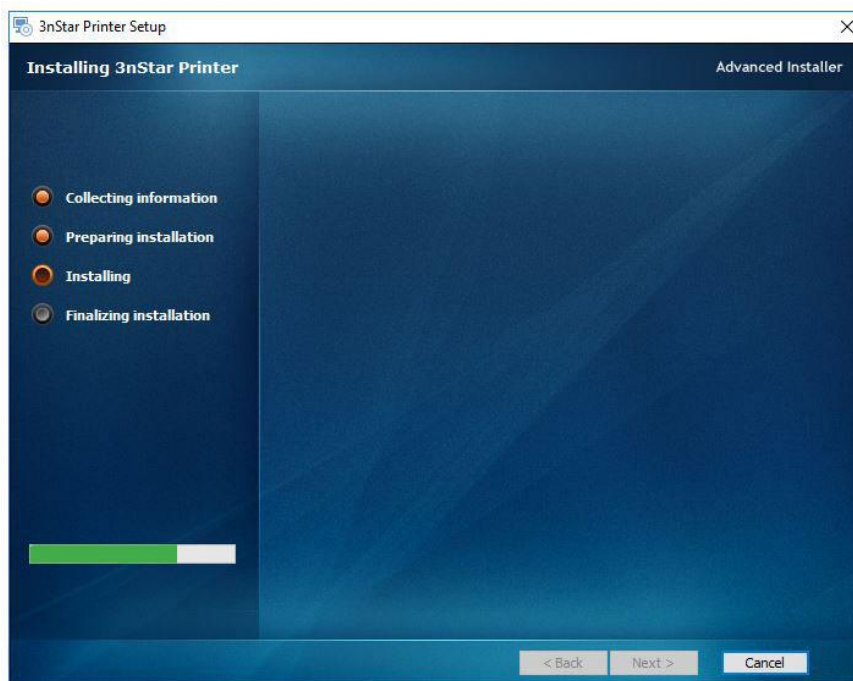 3nStar Printer Setup
Installing 3nStar Printer
Advanced Installer
Collecting information
Preparing installation
Installing
Finalizing installation
< Back
Next >
Cancel